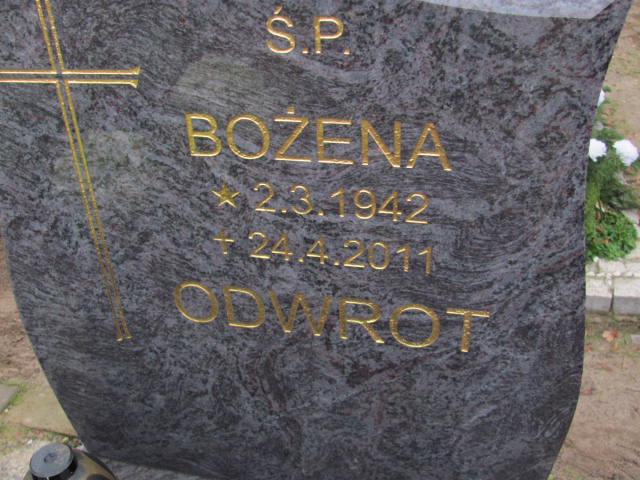 Ś.P.
BOŻENA
★ 2.3.1942
✝ 24.4.2011
ODWROT